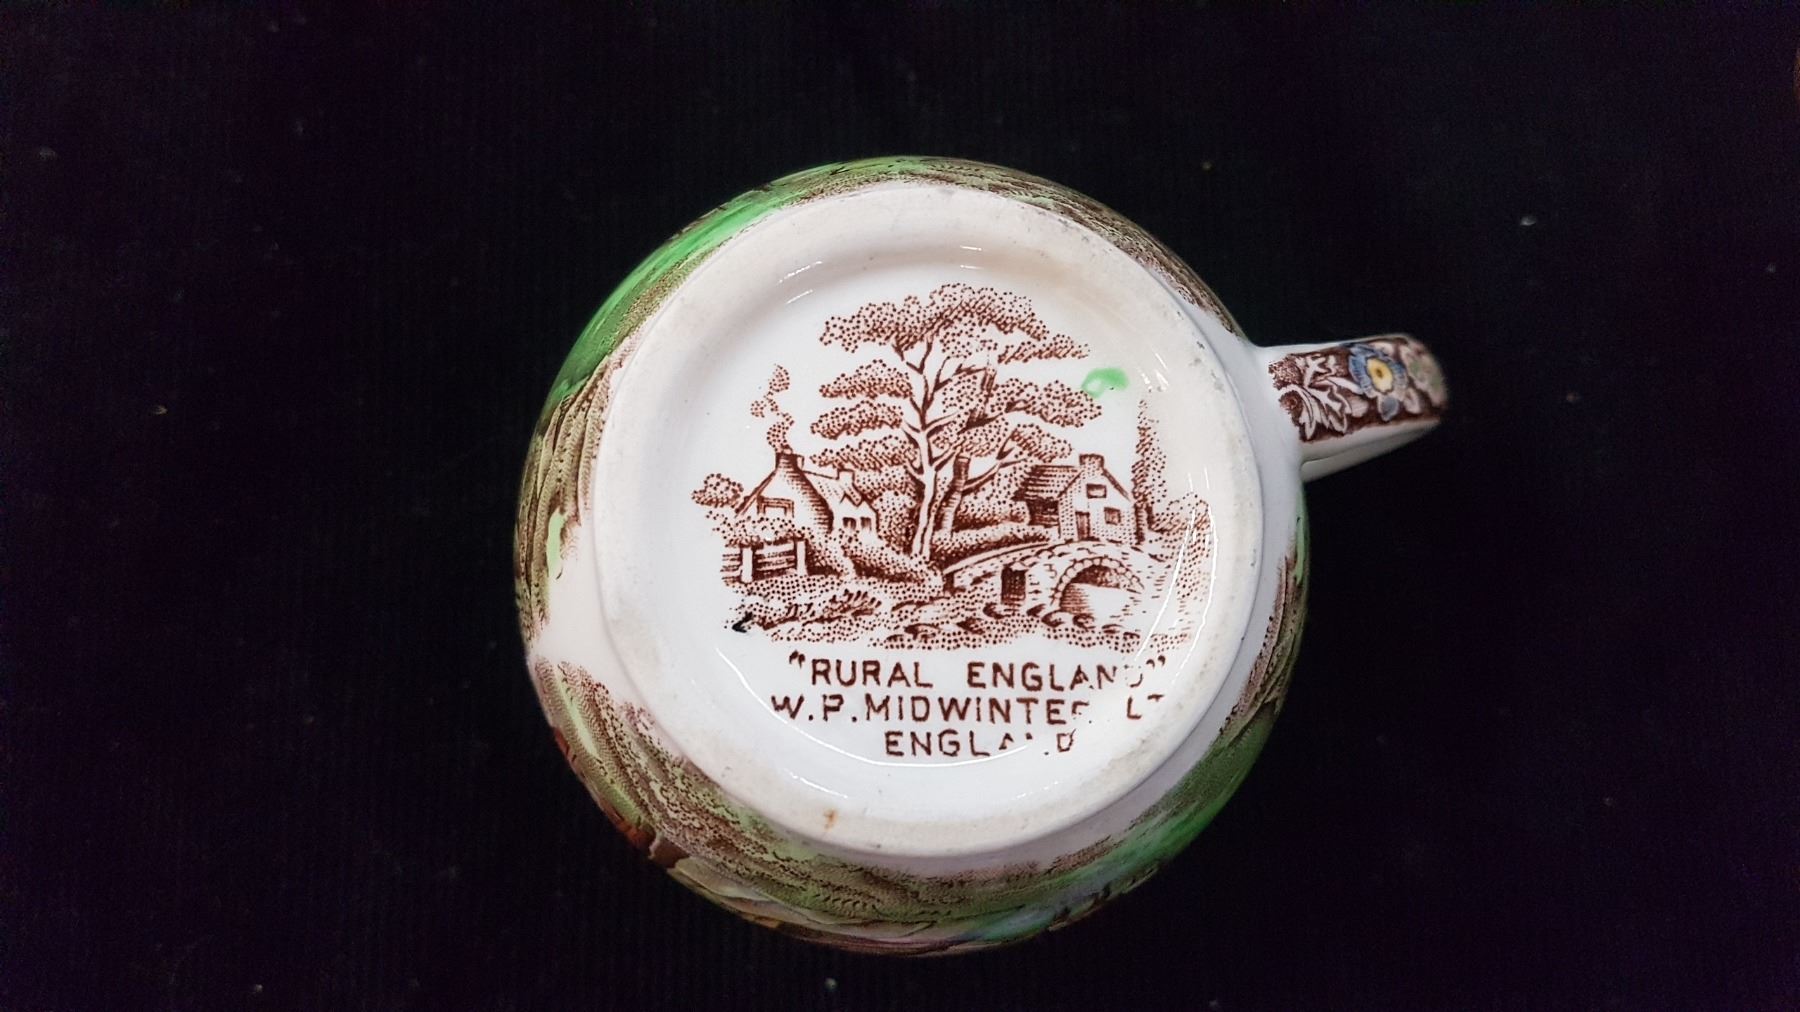 "RURAL ENGLAND"
W.P. MIDWINTER LT
ENGLAND